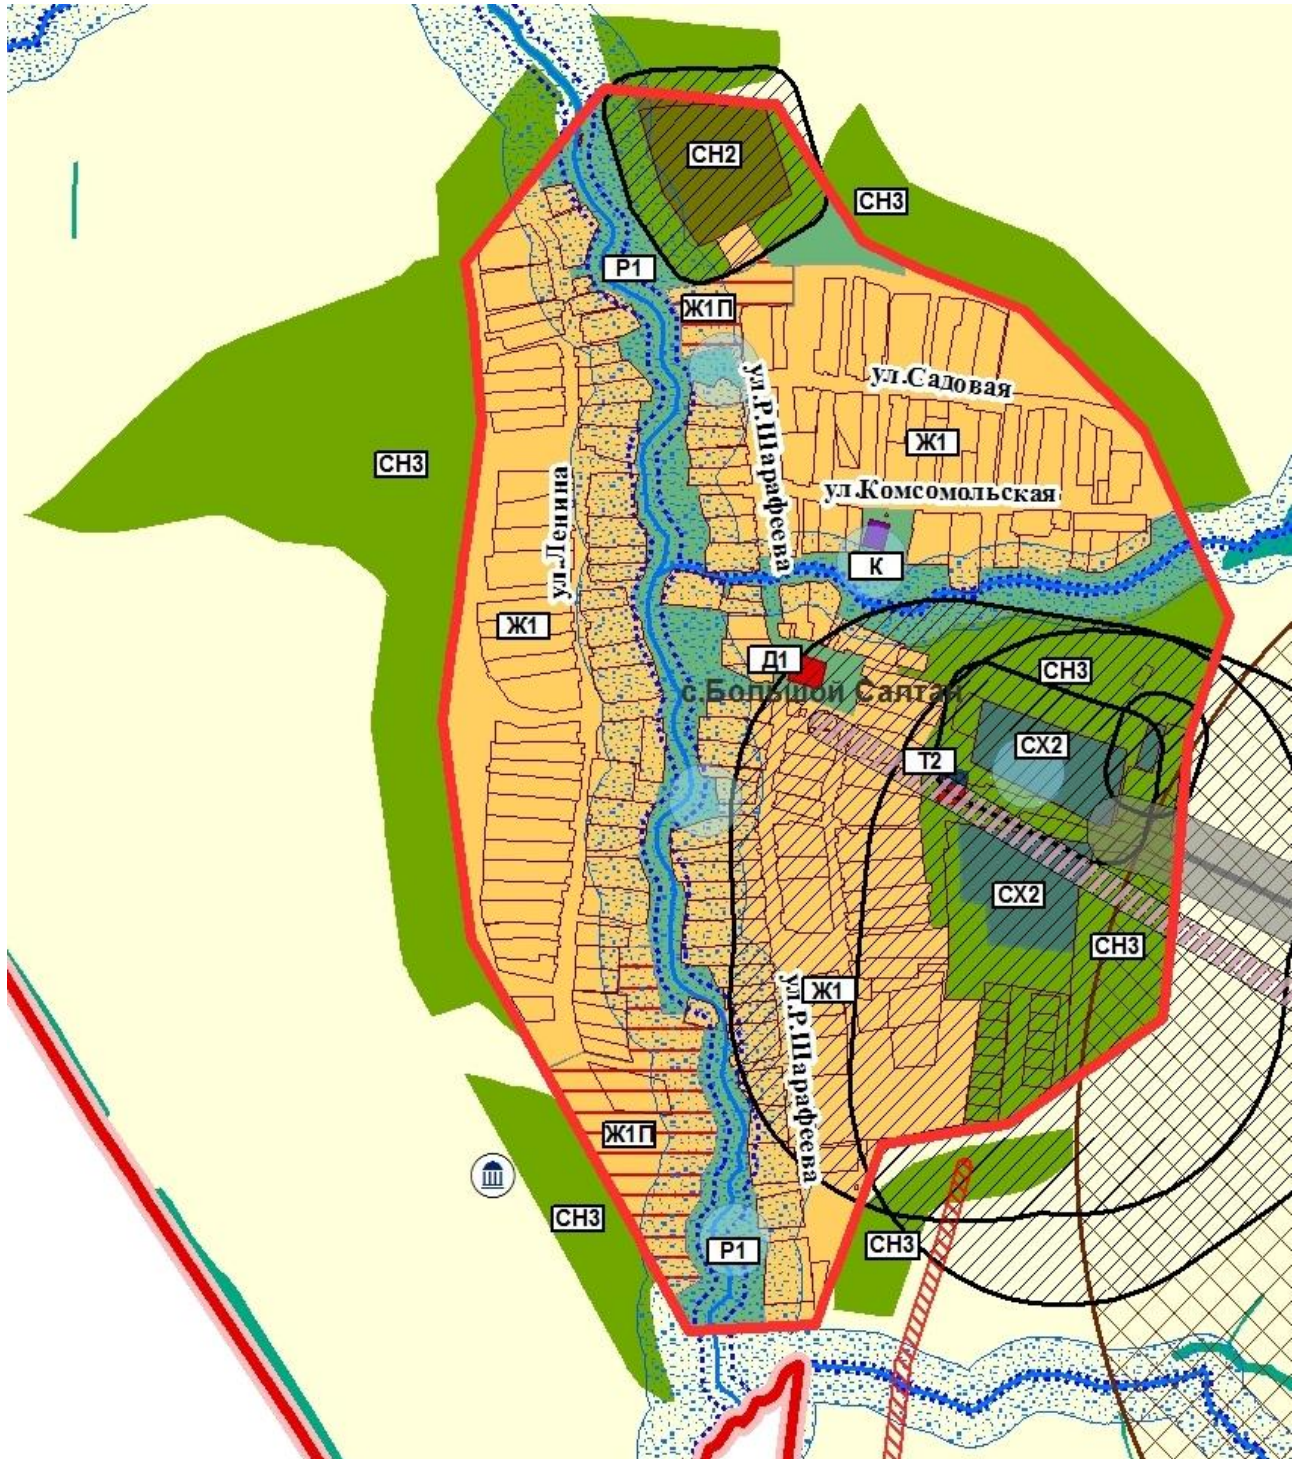 СН2
СН3
Р1
Ж1П
ул.Садовая
ул.Р.Шарафеева
Ж1
СН3
ул.Комсомольская
ул.Ленина
К
Ж1
Д1
СН3
с.Большой Салтан
СХ2
Т2
СХ2
СН3
Ж1
ул.Р.Шарафеева
Ж1П
СН3
СН3
Р1